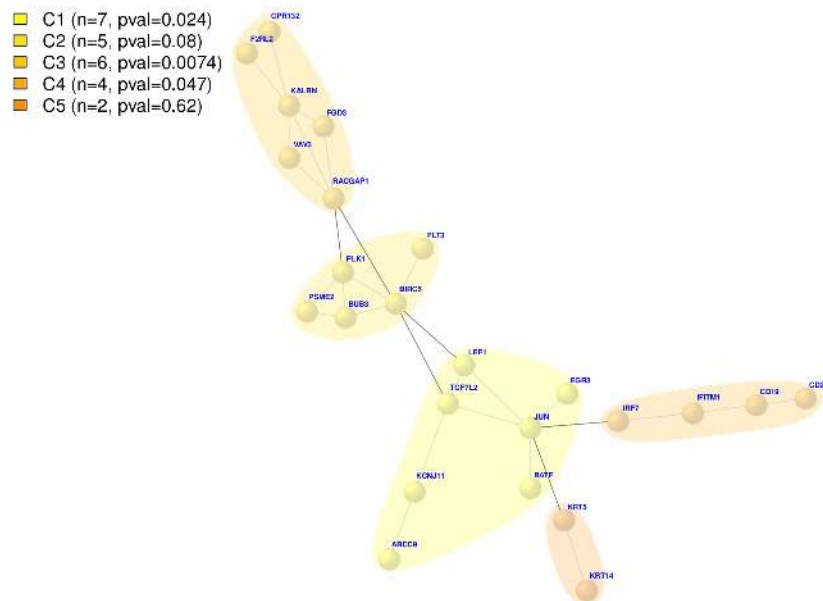 C1 (n=7, pval=0.024)
C2 (n=5, pval=0.08)
C3 (n=6, pval=0.0074)
C4 (n=4, pval=0.047)
C5 (n=2, pval=0.62)
GPR132
F2RL2
KALRN
FGD3
VAV3
RACGAP1
FLT3
PLK1
BIRC5
PSME2
BUB3
LEF1
TCF7L2
EGR3
JUN
IRF7
IFITM1
CD19
KCNJ11
BATF
ABCC9
KRT5
KRT14